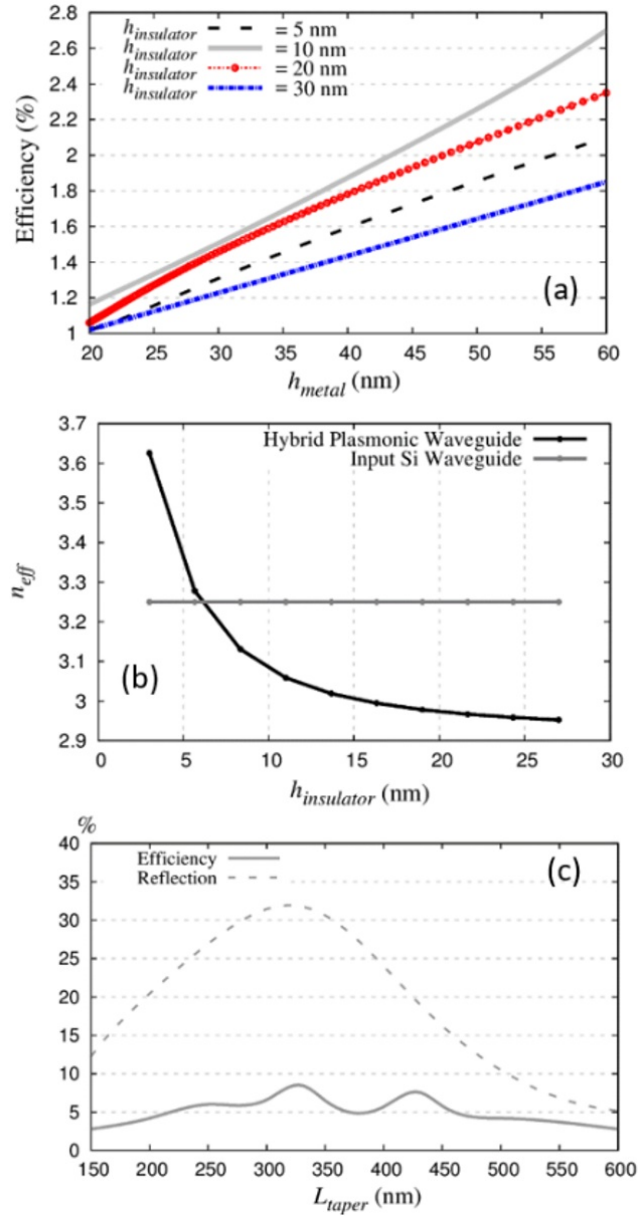 2.8
2.6
2.4
2.2
2
1.8
1.6
1.4
1.2
1
Efficiency (%)
h_insulator = 5 nm
h_insulator = 10 nm
h_insulator = 20 nm
h_insulator = 30 nm
(a)
20 25 30 35 40 45 50 55 60
h_metal (nm)
3.7
3.6
3.5
3.4
3.3
3.2
3.1
3
2.9
n_eff
Hybrid Plasmonic Waveguide
Input Si Waveguide
(b)
0 5 10 15 20 25 30
h_insulator (nm)
%
40
35
30
25
20
15
10
5
0
Efficiency
Reflection
(c)
150 200 250 300 350 400 450 500 550 600
L_taper (nm)